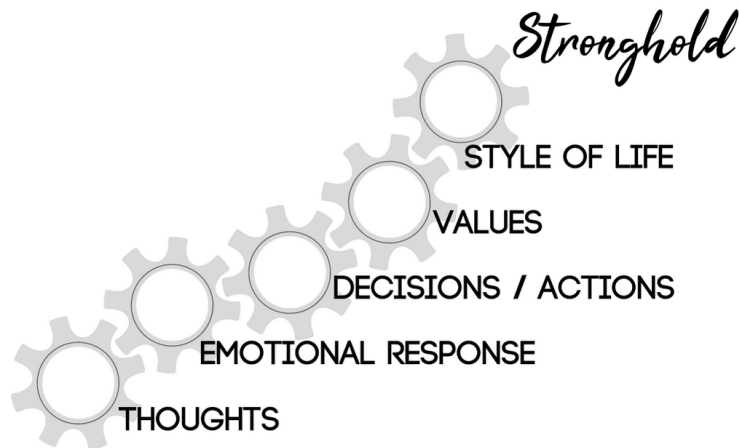 Stronghold
STYLE OF LIFE
VALUES
DECISIONS / ACTIONS
EMOTIONAL RESPONSE
THOUGHTS